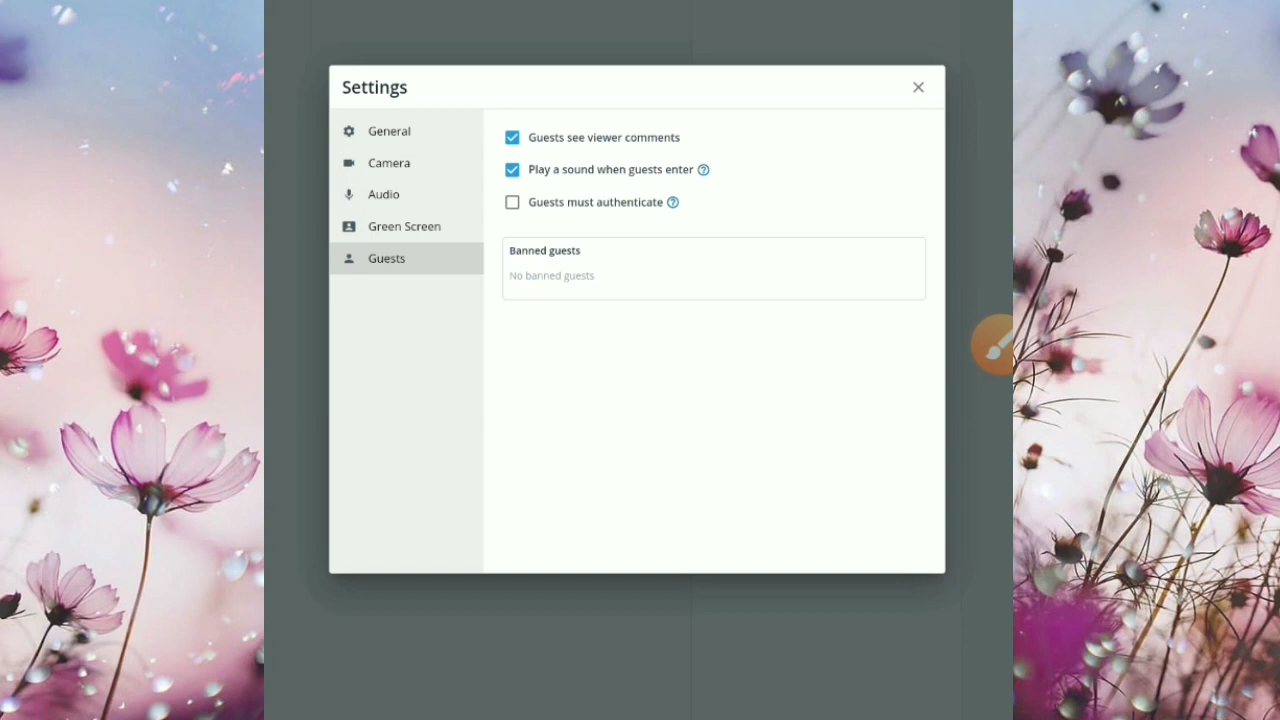 Settings
General
Camera
Audio
Green Screen
Guests
Guests see viewer comments
Play a sound when guests enter
Guests must authenticate
Banned guests
No banned guests